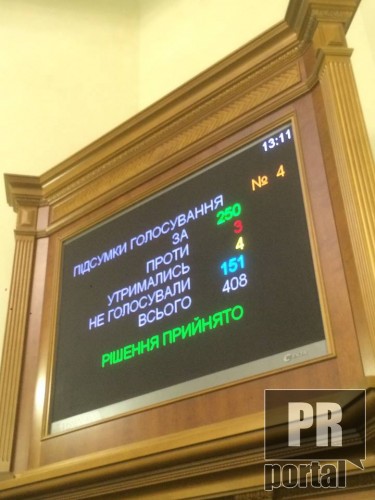 13:11
№ 4
ПІДСУМКИ ГОЛОСУВАННЯ
ЗА 250
ПРОТИ 3
УТРИМАЛИСЬ 4
НЕ ГОЛОСУВАЛИ 151
ВСЬОГО 408
РІШЕННЯ ПРИЙНЯТО
PR
portal